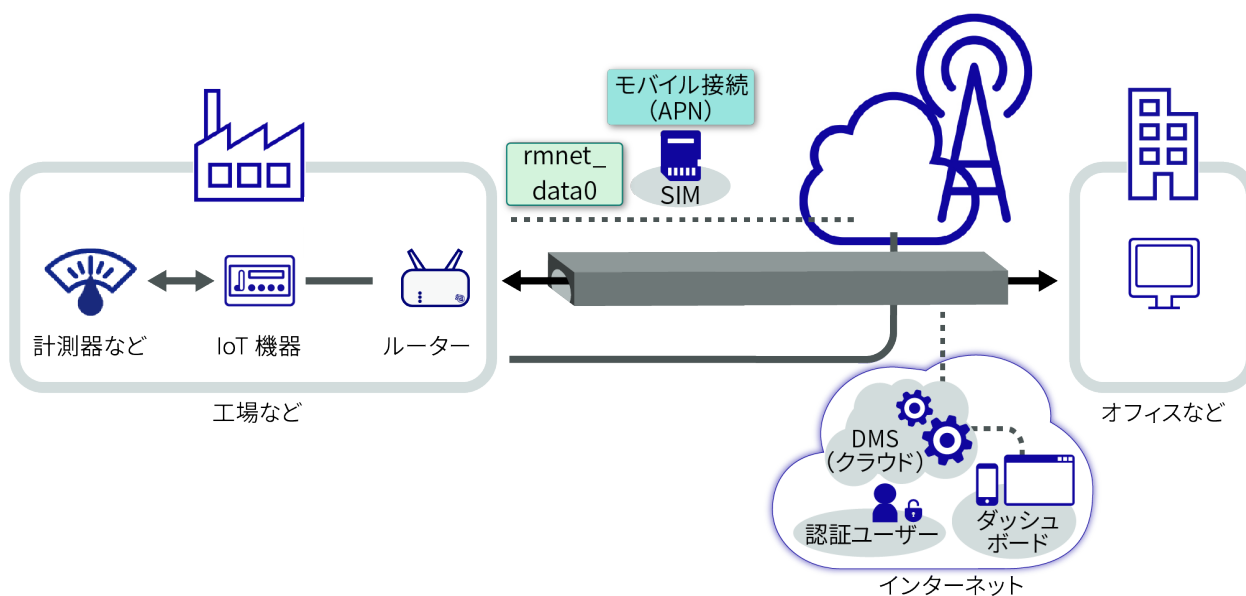 モバイル接続
(APN)
rmnet_
data0
SIM
計測器など
IoT 機器
ルーター
工場など
オフィスなど
DMS
(クラウド)
認証ユーザー
ダッシュ
ボード
インターネット